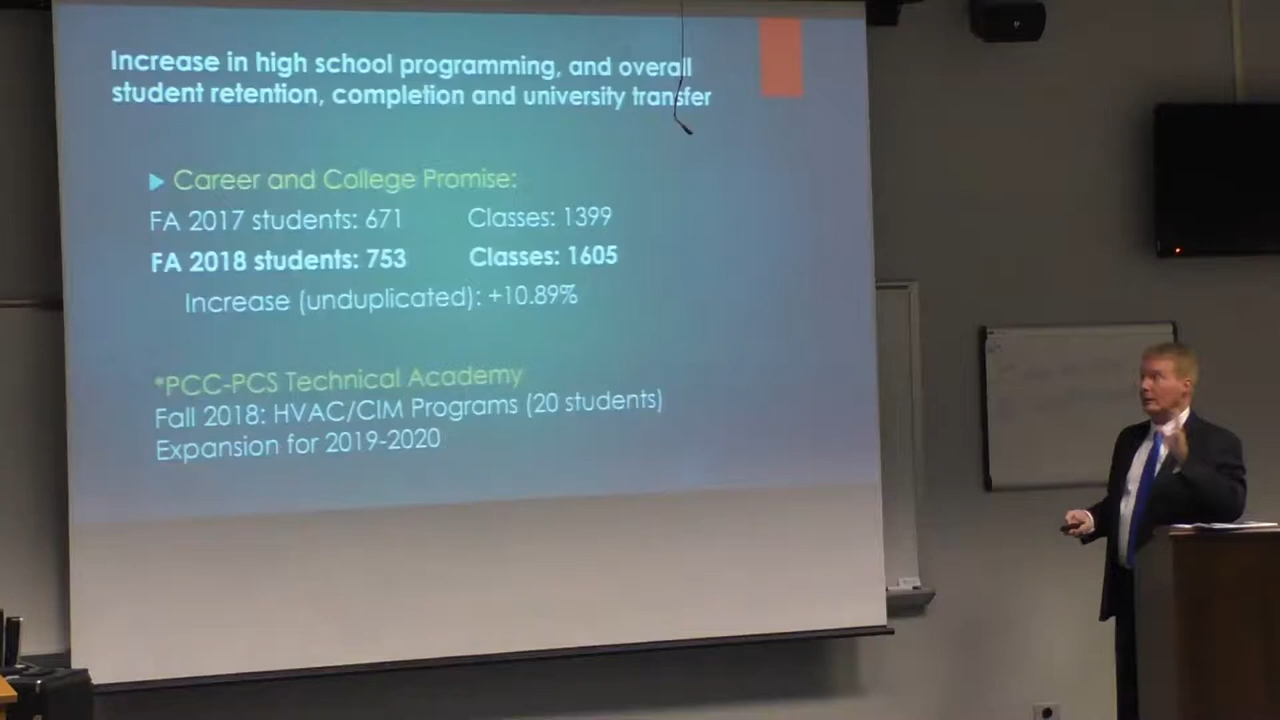 Increase in high school programming, and overall
student retention, completion and university transfer
Career and College Promise:
FA 2017 students: 671 Classes: 1399
FA 2018 students: 753 Classes: 1605
Increase (unduplicated): +10.89%
*PCC-PCS Technical Academy
Fall 2018: HVAC/CIM Programs (20 students)
Expansion for 2019-2020